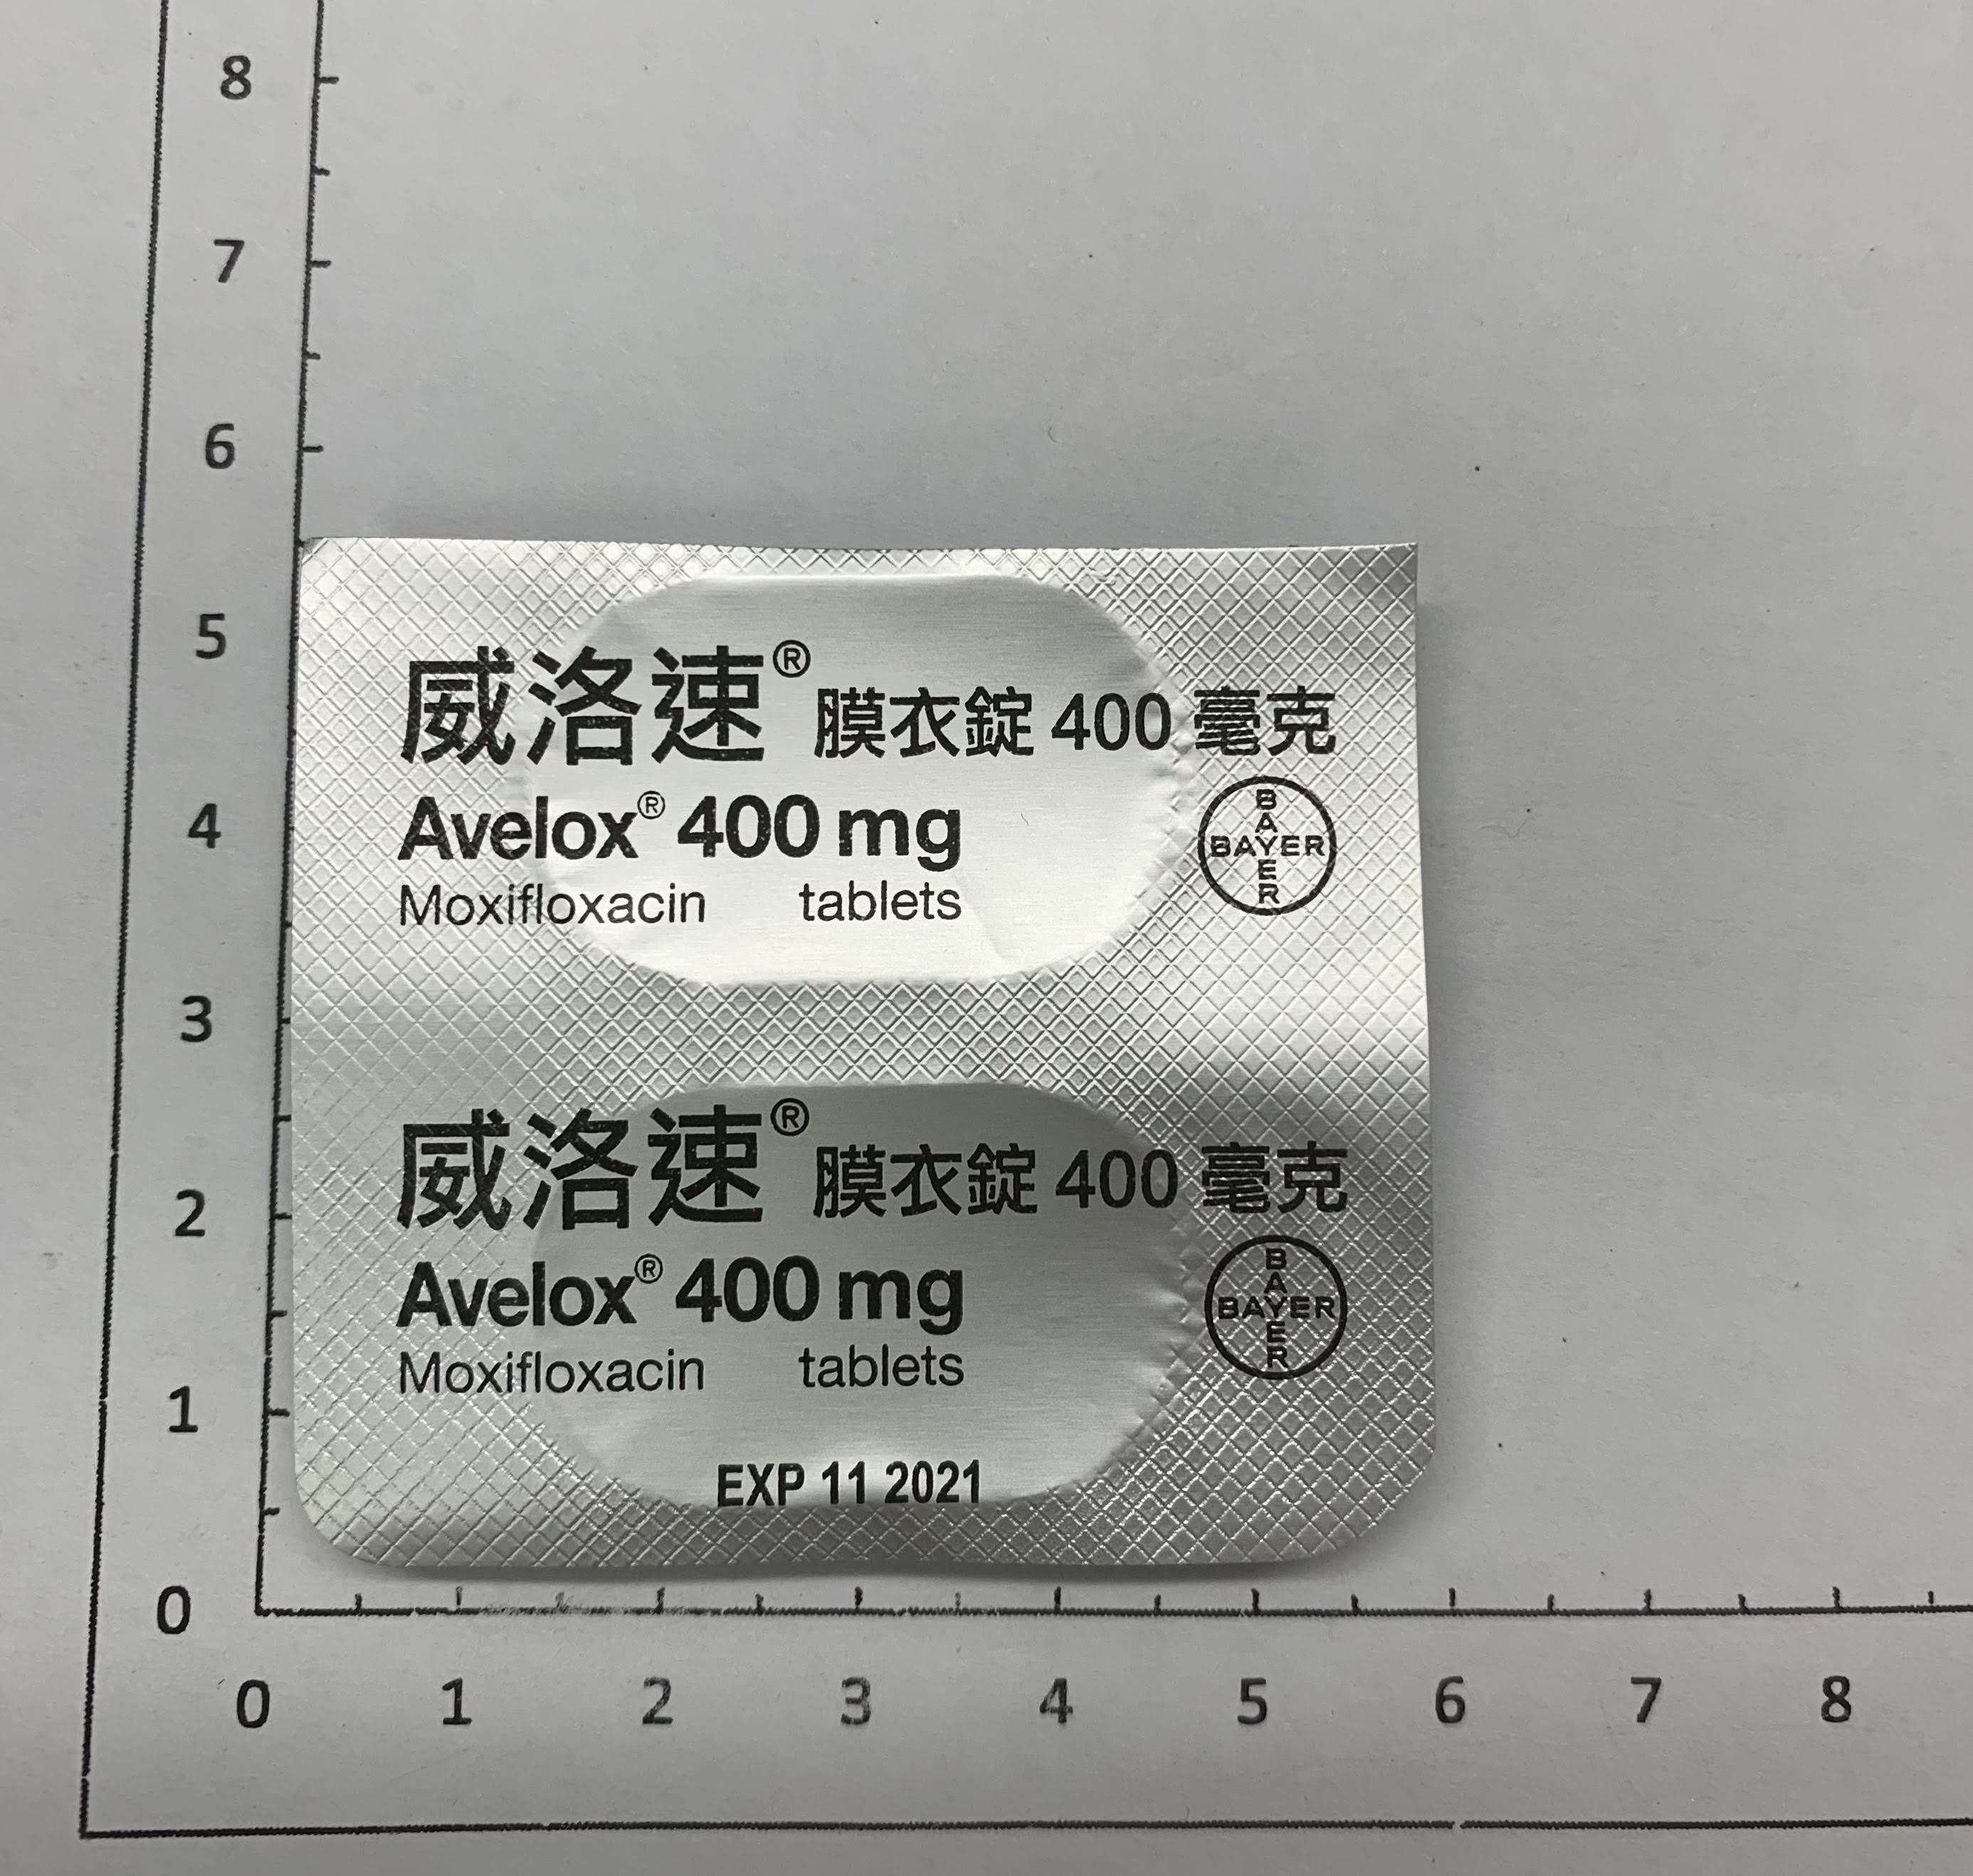 8
7
6
5
威洛速® 膜衣錠 400 毫克
4
Avelox® 400 mg
BAYER
BAYER
Moxifloxacin tablets
3
威洛速® 膜衣錠 400 毫克
2
Avelox® 400 mg
BAYER
BAYER
Moxifloxacin tablets
1
EXP 11 2021
0
0 1 2 3 4 5 6 7 8